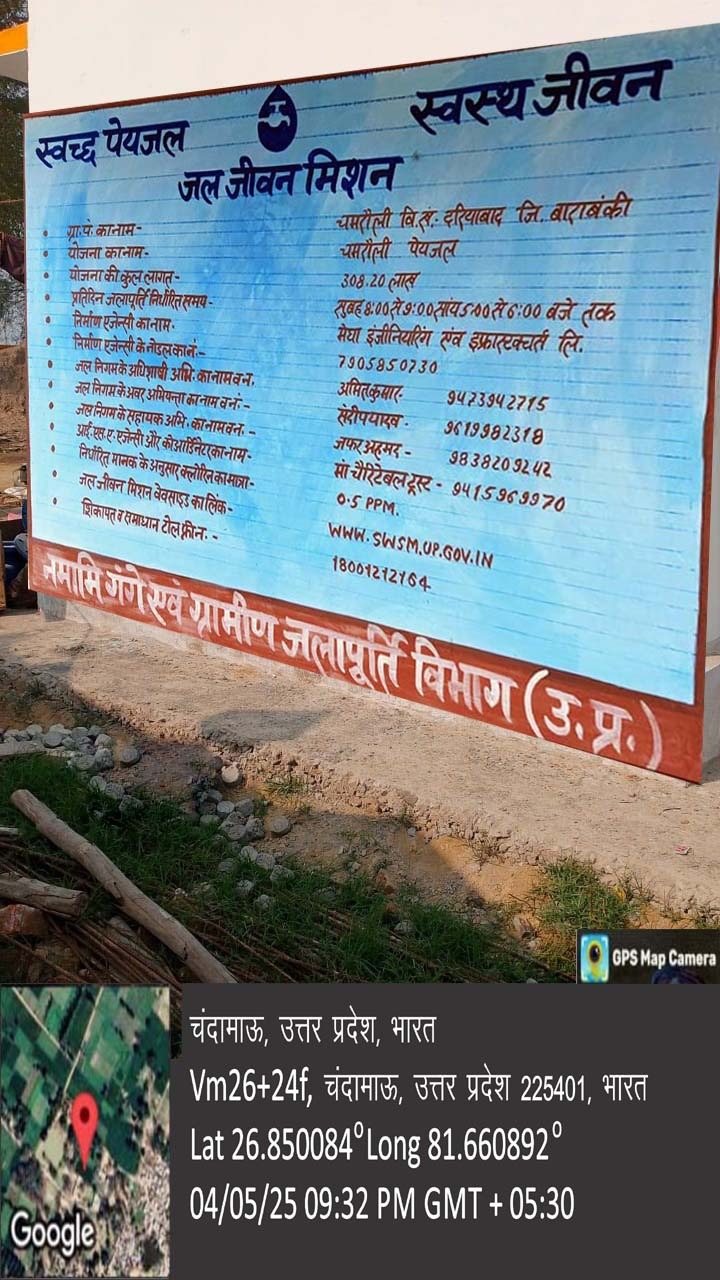 स्वच्छ पेयजल
स्वस्थ जीवन
जल जीवन मिशन
ग्रा.पं. का नाम- चमरौली वि.ख.- दरियाबाद जि. बाराबंकी
योजना का नाम- चमरौली पेयजल
योजना की कुल लागत- 308.20 लाख
प्रतिदिन जलापूर्ति निर्धारित समय- सुबह 8:00 से 9:00 सांय 5:00 से 6:00 बजे तक
निर्माण एजेन्सी का नाम- मेघा इंजीनियरिंग एंव इफ्रास्टक्चर्स लि.
निर्माण एजेन्सी के नोडल का नं:- 7905850730
जल निगम के अधिशाषी अभि. का नाम व न. अमित कुमार- 9473942715
जल निगम के अवर अभियन्ता का नाम व नं:- संदीप यादव- 9619982318
जल निगम के सहायक अभि. का नाम व न:- जफर अहमद- 9838209242
आई.एस.ए. एजेन्सी और कोआर्डिनेटर का नाम- मां चैरिटेबल ट्रस्ट- 9415969970
निर्धारित मानक के अनुसार क्लोरिन का मात्रा- 0.5 PPM.
जल जीवन मिशन वेवसाइड का लिंक- WWW.SWSM.UP.GOV.IN
शिकायत व समाधान टोल फ्री नं:- 18001212164
नमामि गंगे एवं ग्रामीण जलापूर्ति विभाग (उ.प्र.)
GPS Map Camera
चंदामाऊ, उत्तर प्रदेश, भारत
Vm26+24f, चंदामाऊ, उत्तर प्रदेश 225401, भारत
Lat 26.850084° Long 81.660892°
04/05/25 09:32 PM GMT + 05:30
Google